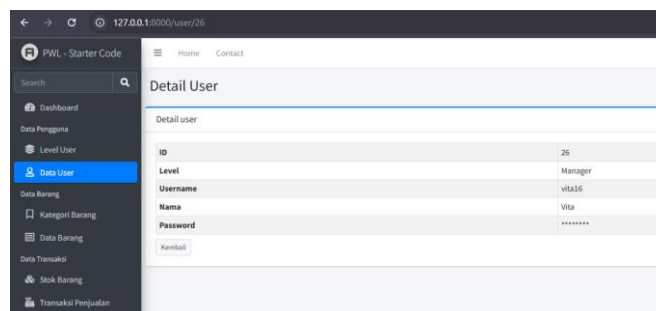 127.0.0.1:8000/user/26
PWL - Starter Code
Home Contact
Search
Detail User
Dashboard
Detail user
Data Pengguna
Level User
ID 26
Level Manager
Data User
Username vita16
Data Barang
Nama Vita
Kategori Barang
Password ********
Data Barang
Kembali
Data Transaksi
Stok Barang
Transaksi Penjualan